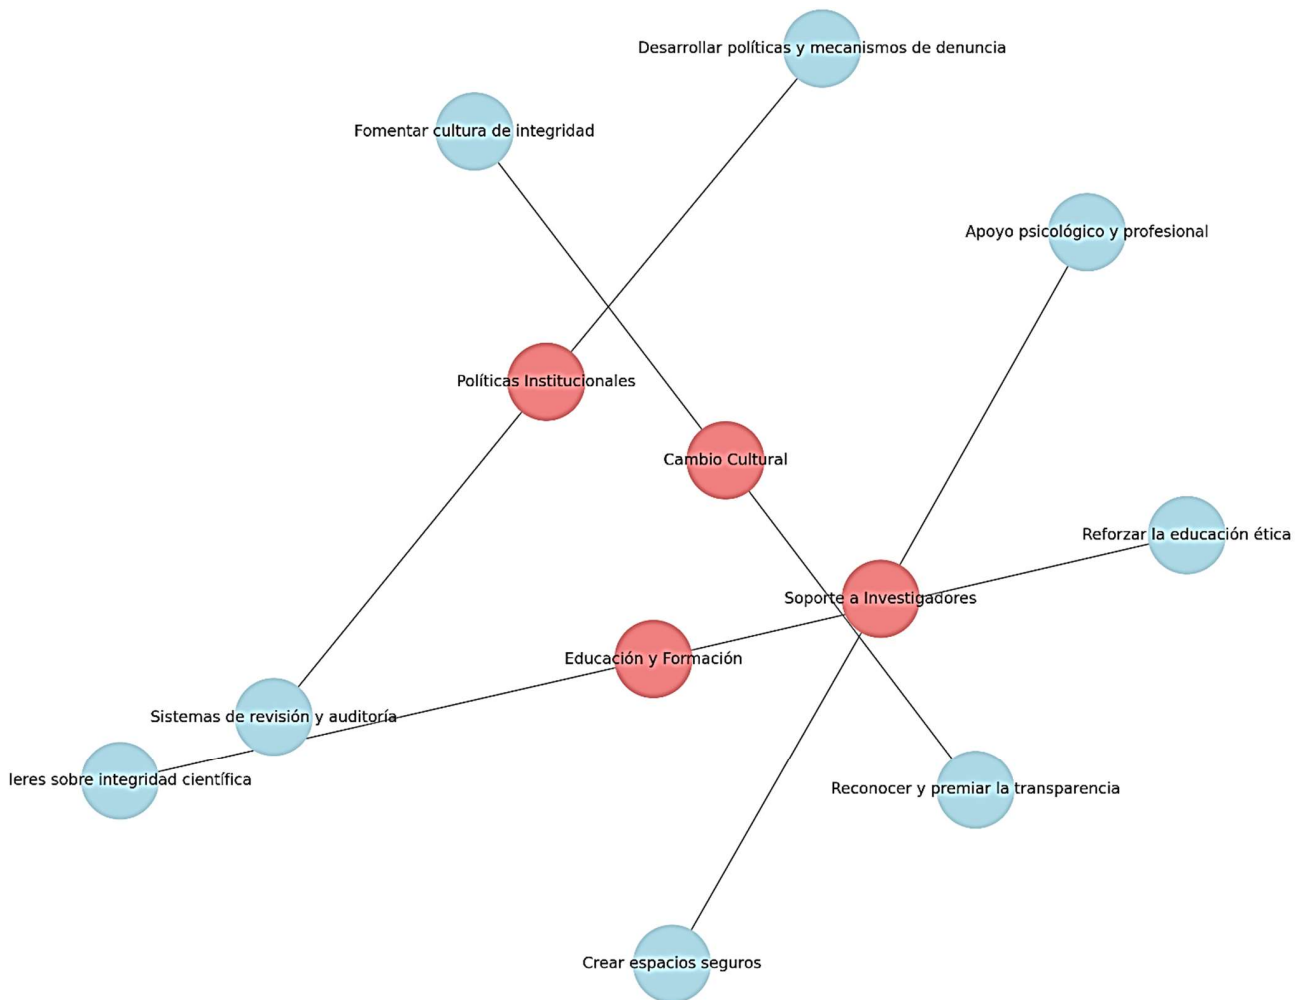 Desarrollar políticas y mecanismos de denuncia
Fomentar cultura de integridad
Apoyo psicológico y profesional
Políticas Institucionales
Cambio Cultural
Reforzar la educación ética
Soporte a Investigadores
Educación y Formación
Sistemas de revisión y auditoría
leres sobre integridad científica
Reconocer y premiar la transparencia
Crear espacios seguros